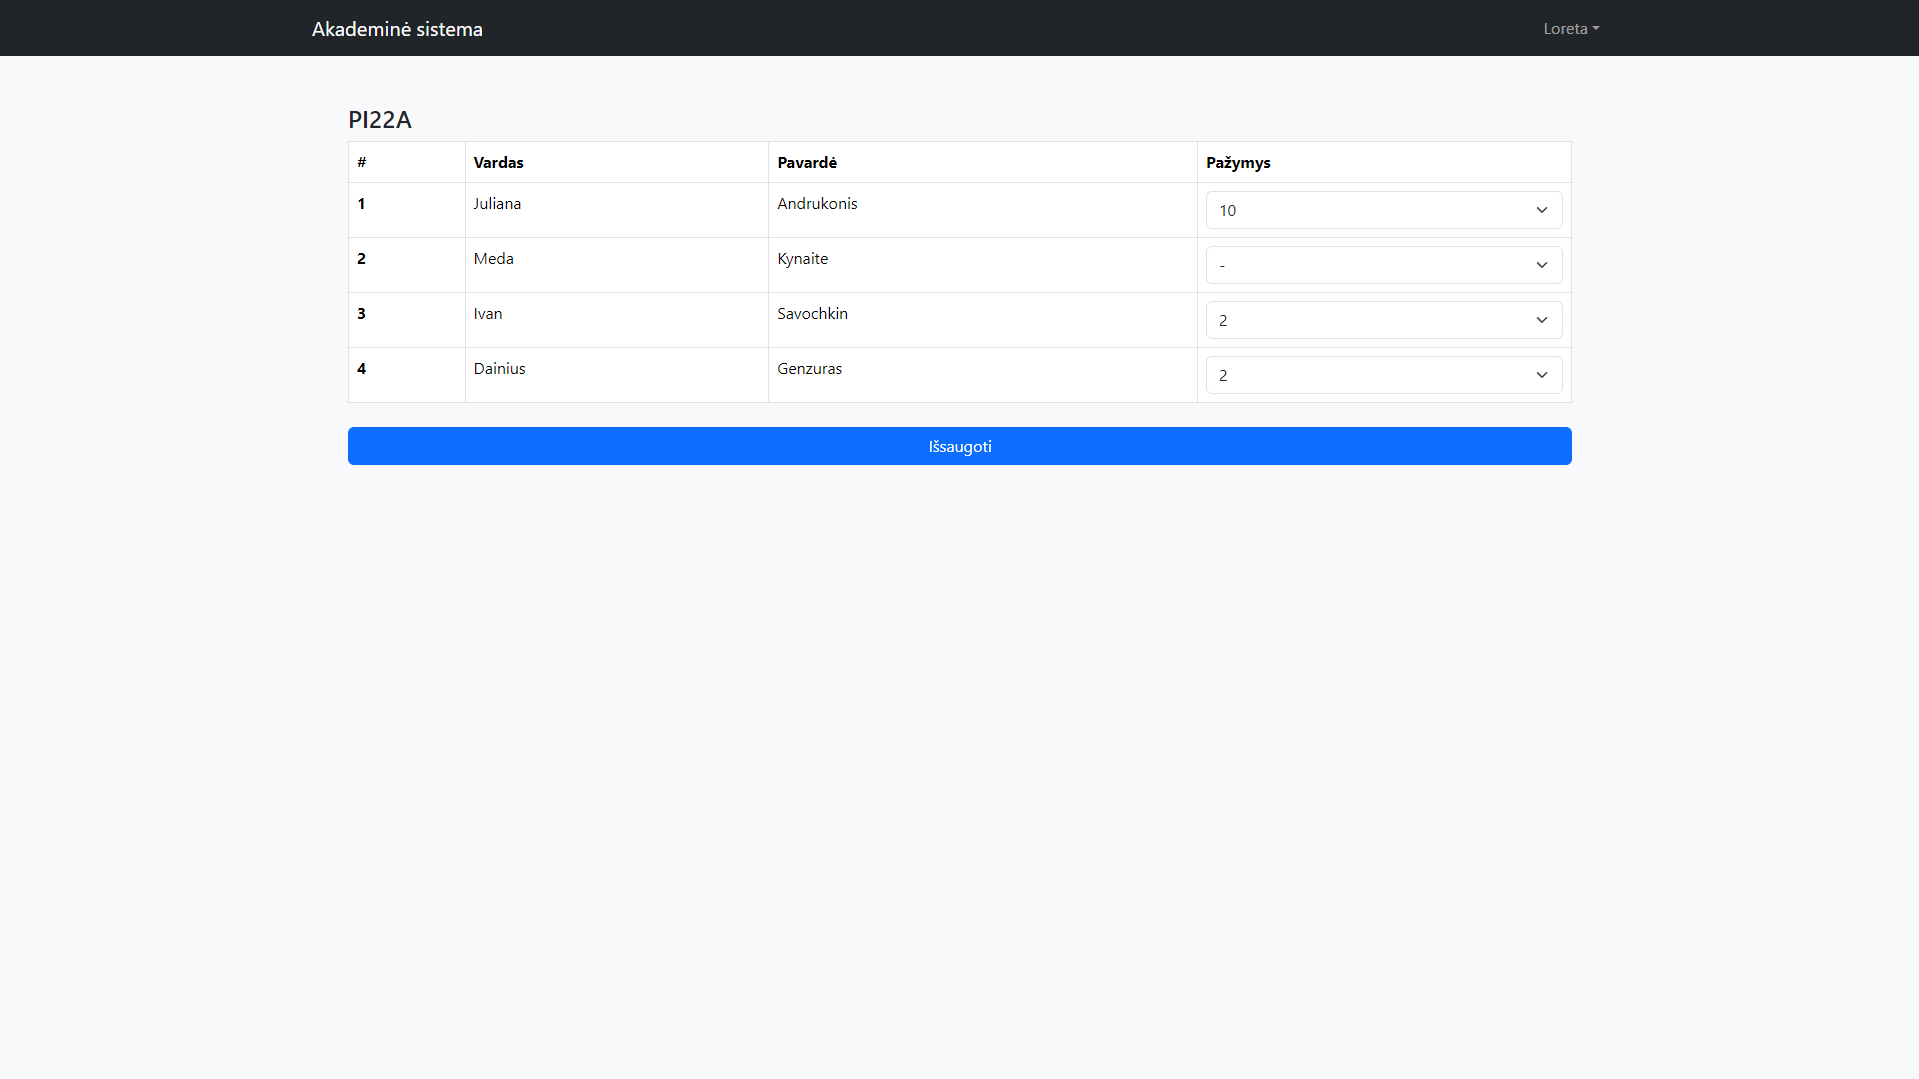 Akademinė sistema Loreta
PI22A
# Vardas Pavardė Pažymys
1 Juliana Andrukonis 10
2 Meda Kynaite -
3 Ivan Savochkin 2
4 Dainius Genzuras 2
Išsaugoti